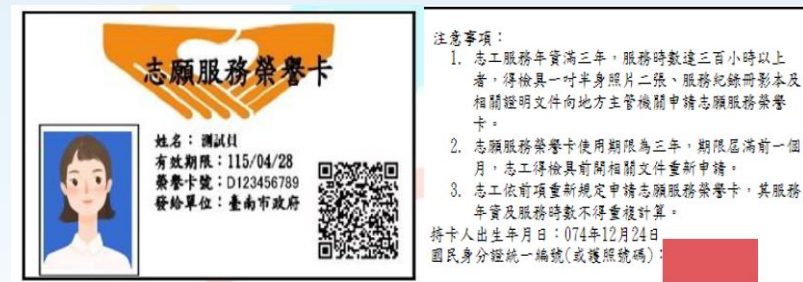 志願服務榮譽卡
姓名：測試員
有效期限：115/04/28
榮譽卡號：D123456789
發給單位：臺南市政府
注意事項：
1. 志工服務年資滿三年，服務時數達三百小時以上
者，得檢具一吋半身照片二張、服務紀錄冊影本及
相關證明文件向地方主管機關申請志願服務榮譽
卡。
2. 志願服務榮譽卡使用期限為三年，期限屆滿前一個
月，志工得檢具前開相關文件重新申請。
3. 志工依前項重新規定申請志願服務榮譽卡，其服務
年資及服務時數不得重複計算。
持卡人出生年月日：074年12月24日
國民身分證統一編號(或護照號碼)：